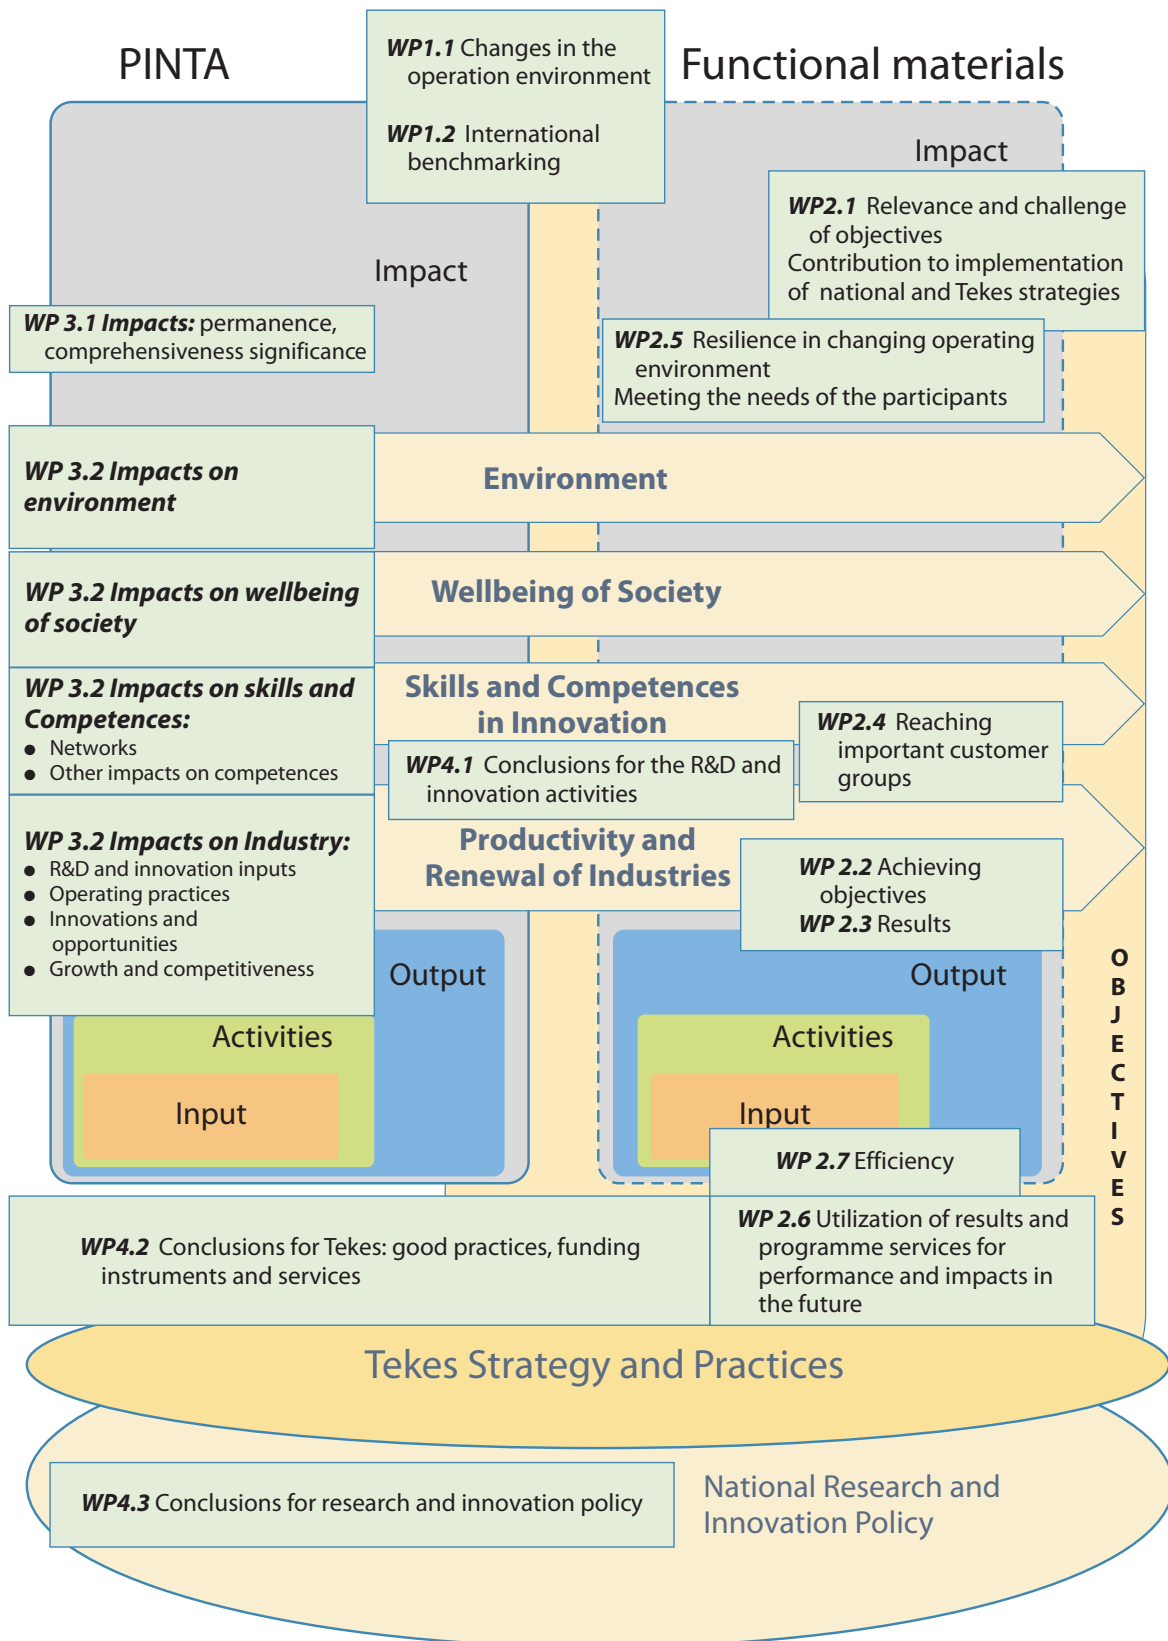 PINTA
WP1.1 Changes in the
operation environment
WP1.2 International
benchmarking
Functional materials
Impact
WP2.1 Relevance and challenge
of objectives
Contribution to implementation
of national and Tekes strategies
Impact
WP 3.1 Impacts: permanence,
comprehensiveness significance
WP2.5 Resilience in changing operating
environment
Meeting the needs of the participants
WP 3.2 Impacts on
environment
Environment
WP 3.2 Impacts on wellbeing
of society
Wellbeing of Society
WP 3.2 Impacts on skills and
Competences:
● Networks
● Other impacts on competences
Skills and Competences
in Innovation
WP2.4 Reaching
important customer
groups
WP4.1 Conclusions for the R&D and
innovation activities
WP 3.2 Impacts on Industry:
● R&D and innovation inputs
● Operating practices
● Innovations and
opportunities
● Growth and competitiveness
Productivity and
Renewal of Industries
WP 2.2 Achieving
objectives
WP 2.3 Results
Output
Activities
Input
Output
Activities
Input
OBJECTIVES
WP 2.7 Efficiency
WP4.2 Conclusions for Tekes: good practices, funding
instruments and services
WP 2.6 Utilization of results and
programme services for
performance and impacts in
the future
Tekes Strategy and Practices
WP4.3 Conclusions for research and innovation policy
National Research and
Innovation Policy